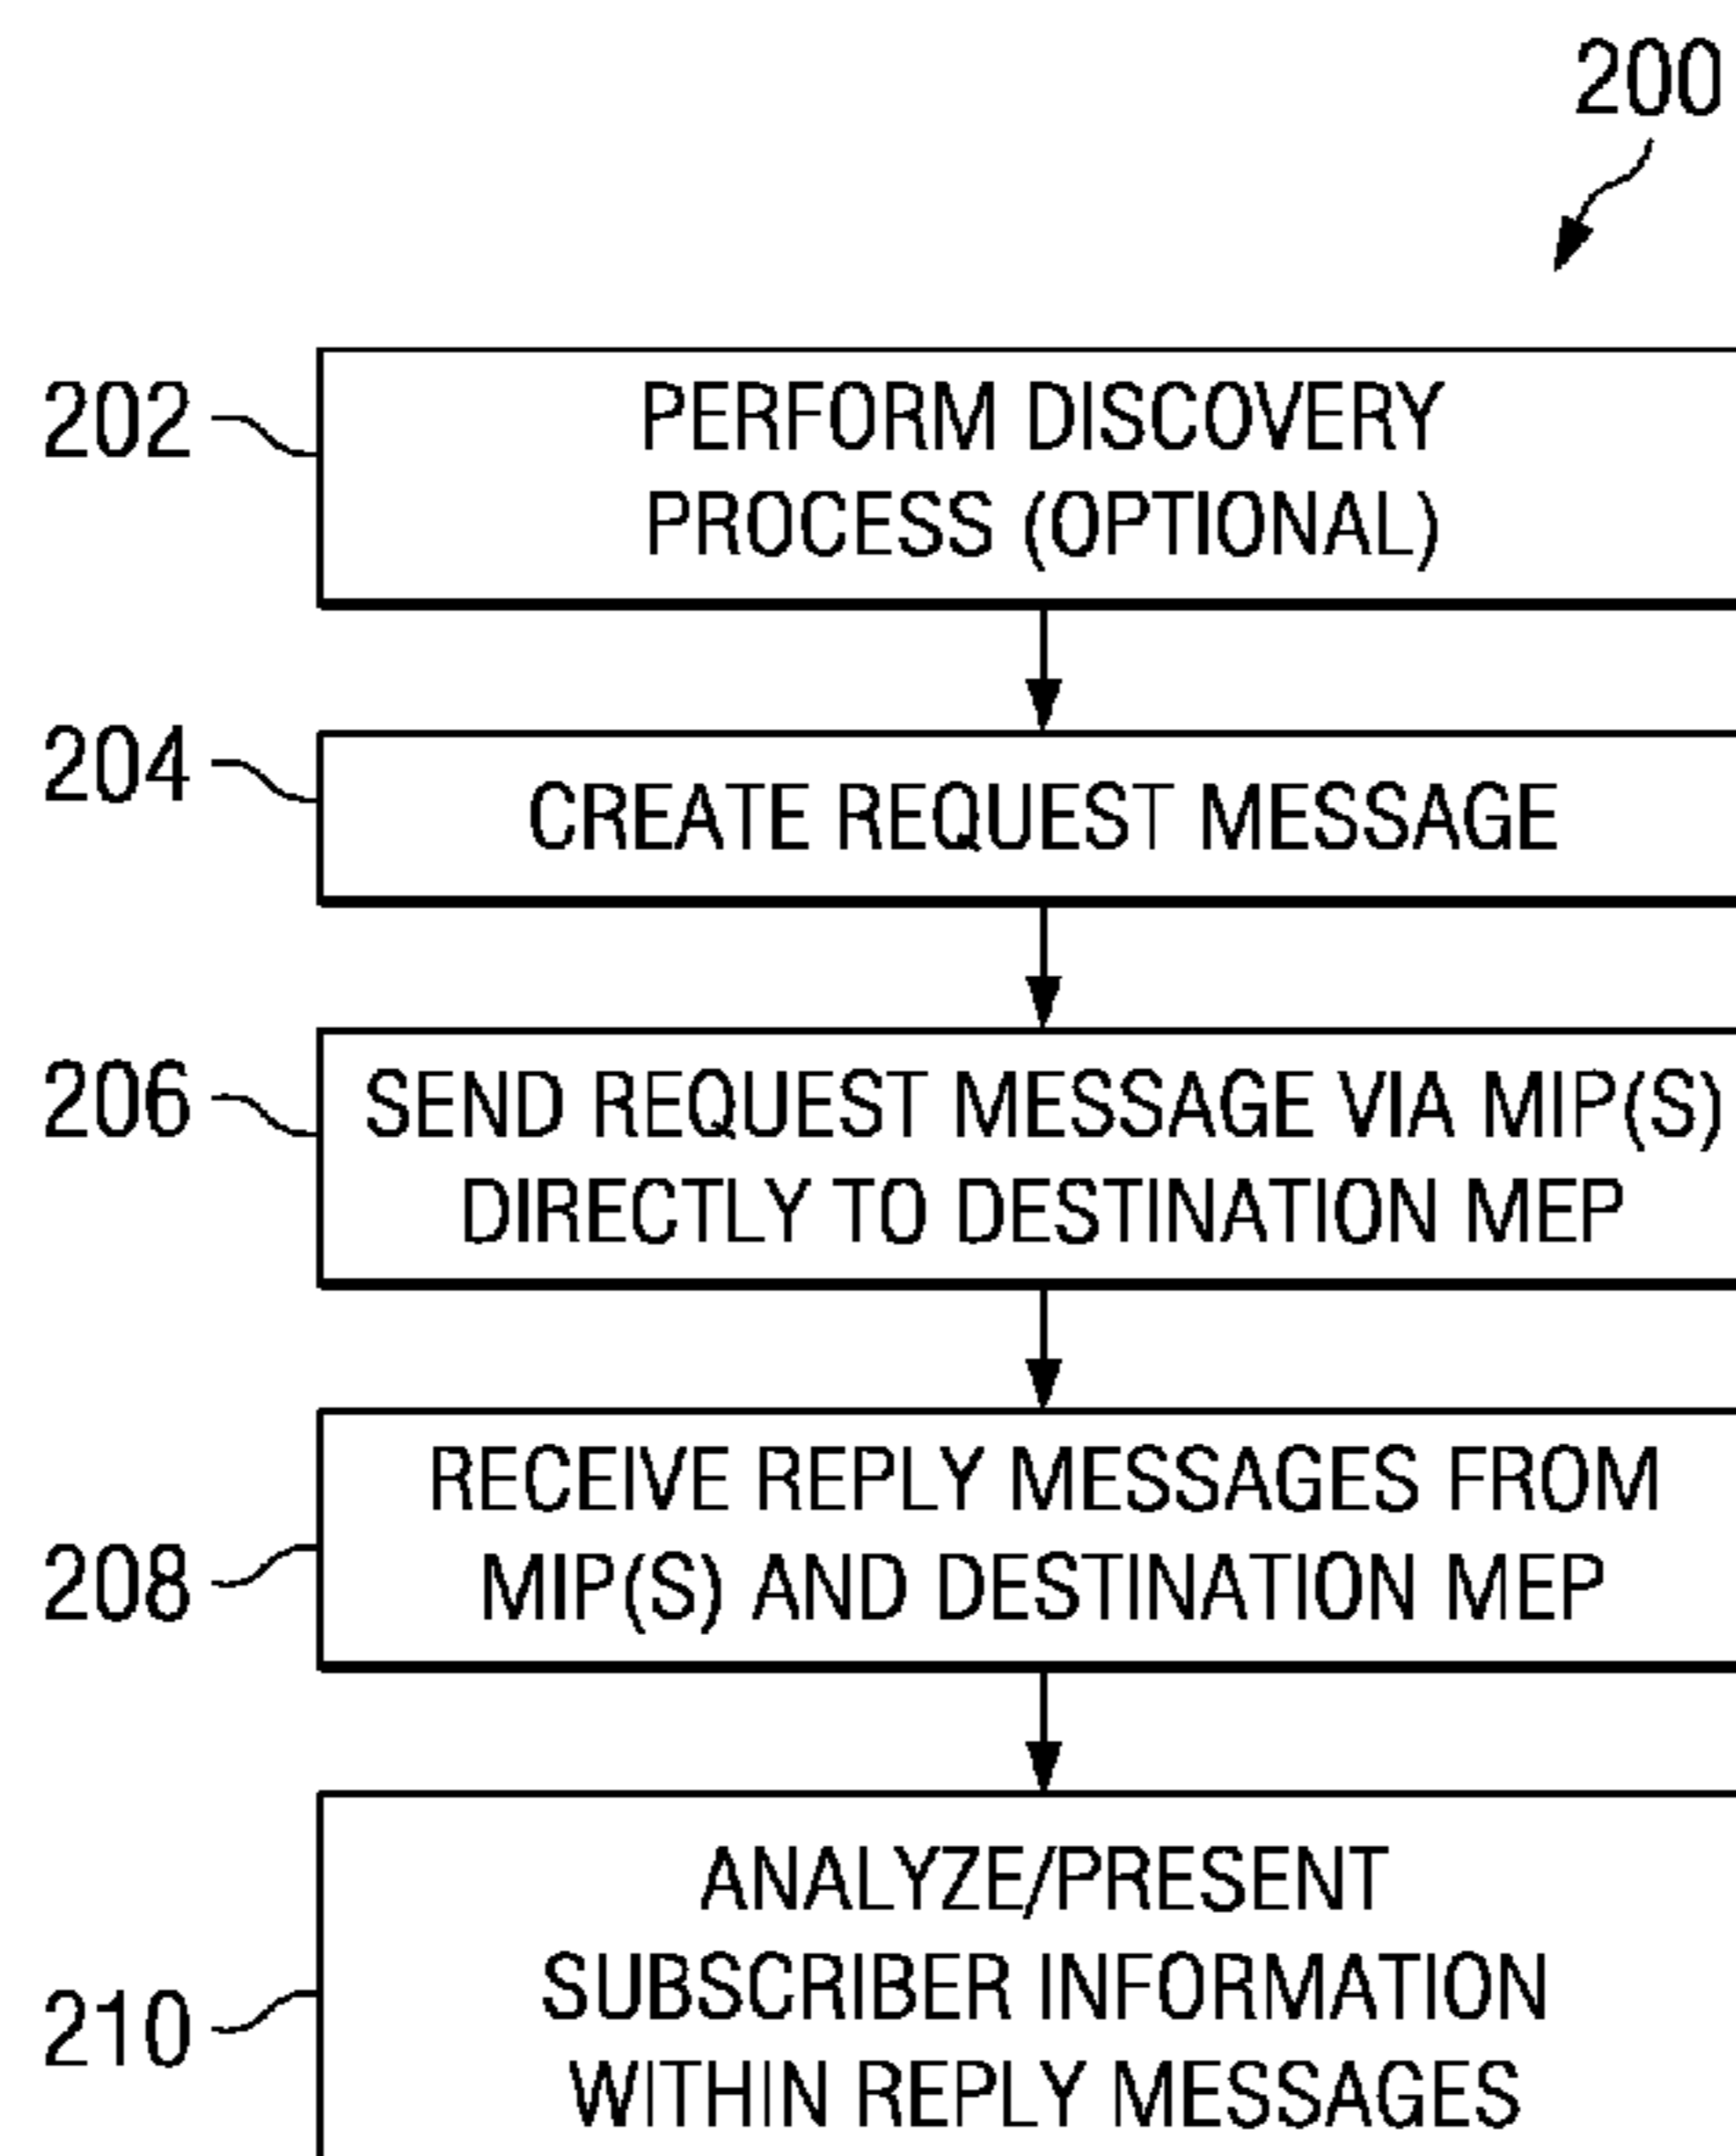 200
202
PERFORM DISCOVERY
PROCESS (OPTIONAL)
204
CREATE REQUEST MESSAGE
206
SEND REQUEST MESSAGE VIA MIP(S)
DIRECTLY TO DESTINATION MEP
208
RECEIVE REPLY MESSAGES FROM
MIP(S) AND DESTINATION MEP
210
ANALYZE/PRESENT
SUBSCRIBER INFORMATION
WITHIN REPLY MESSAGES